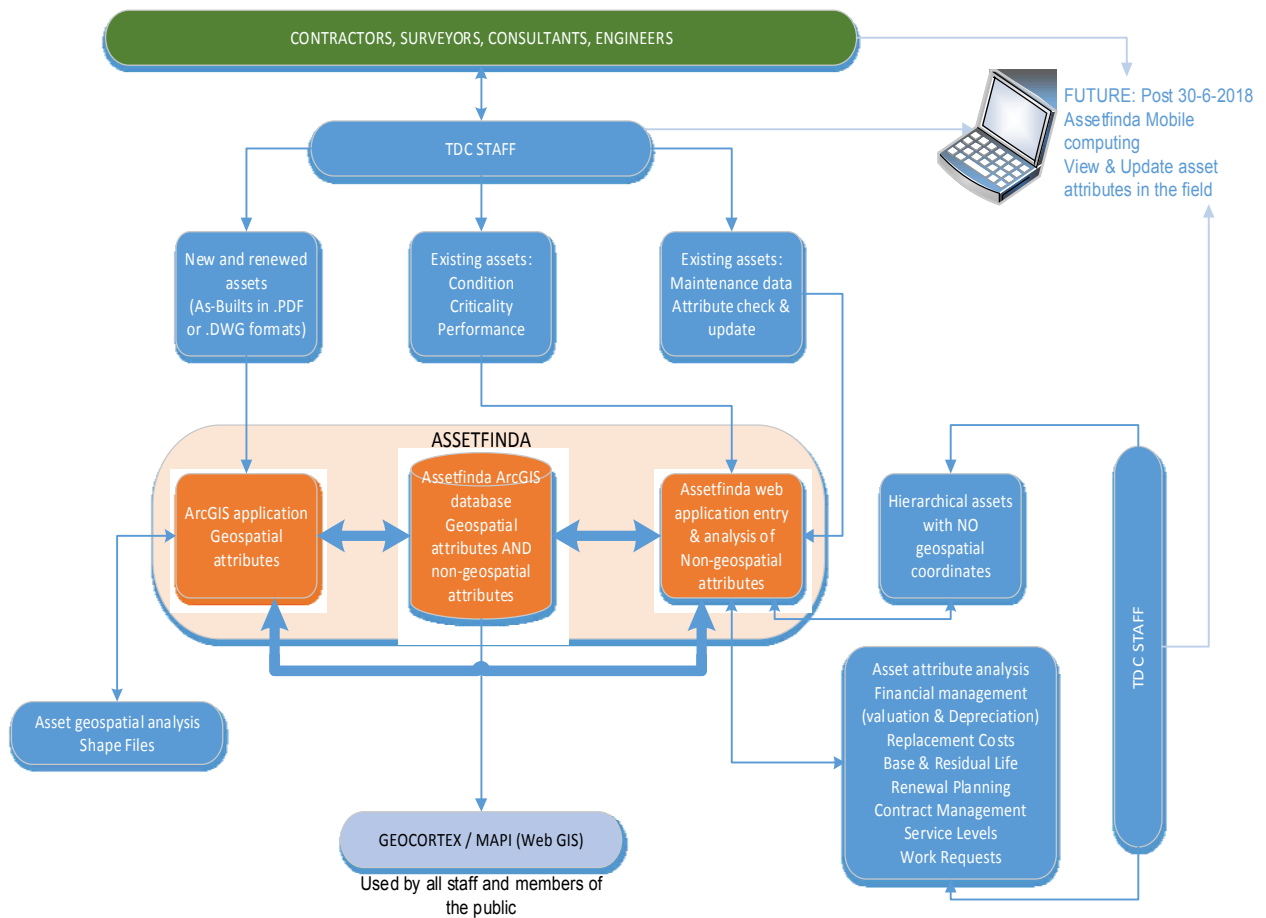 CONTRACTORS, SURVEYORS, CONSULTANTS, ENGINEERS
FUTURE: Post 30-6-2018
Assetfinda Mobile
computing
View & Update asset
attributes in the field
TDC STAFF
New and renewed
assets
(As-Builts in .PDF
or .DWG formats)
Existing assets:
Condition
Criticality
Performance
Existing assets:
Maintenance data
Attribute check &
update
ASSETFINDA
ArcGIS application
Geospatial
attributes
Assetfinda ArcGIS
database
Geospatial
attributes AND
non-geospatial
attributes
Assetfinda web
application entry
& analysis of
Non-geospatial
attributes
Hierarchical assets
with NO
geospatial
coordinates
TDC STAFF
Asset geospatial analysis
Shape Files
Asset attribute analysis
Financial management
(valuation & Depreciation)
Replacement Costs
Base & Residual Life
Renewal Planning
Contract Management
Service Levels
Work Requests
GEOCORTEX / MAPI (Web GIS)
Used by all staff and members of
the public